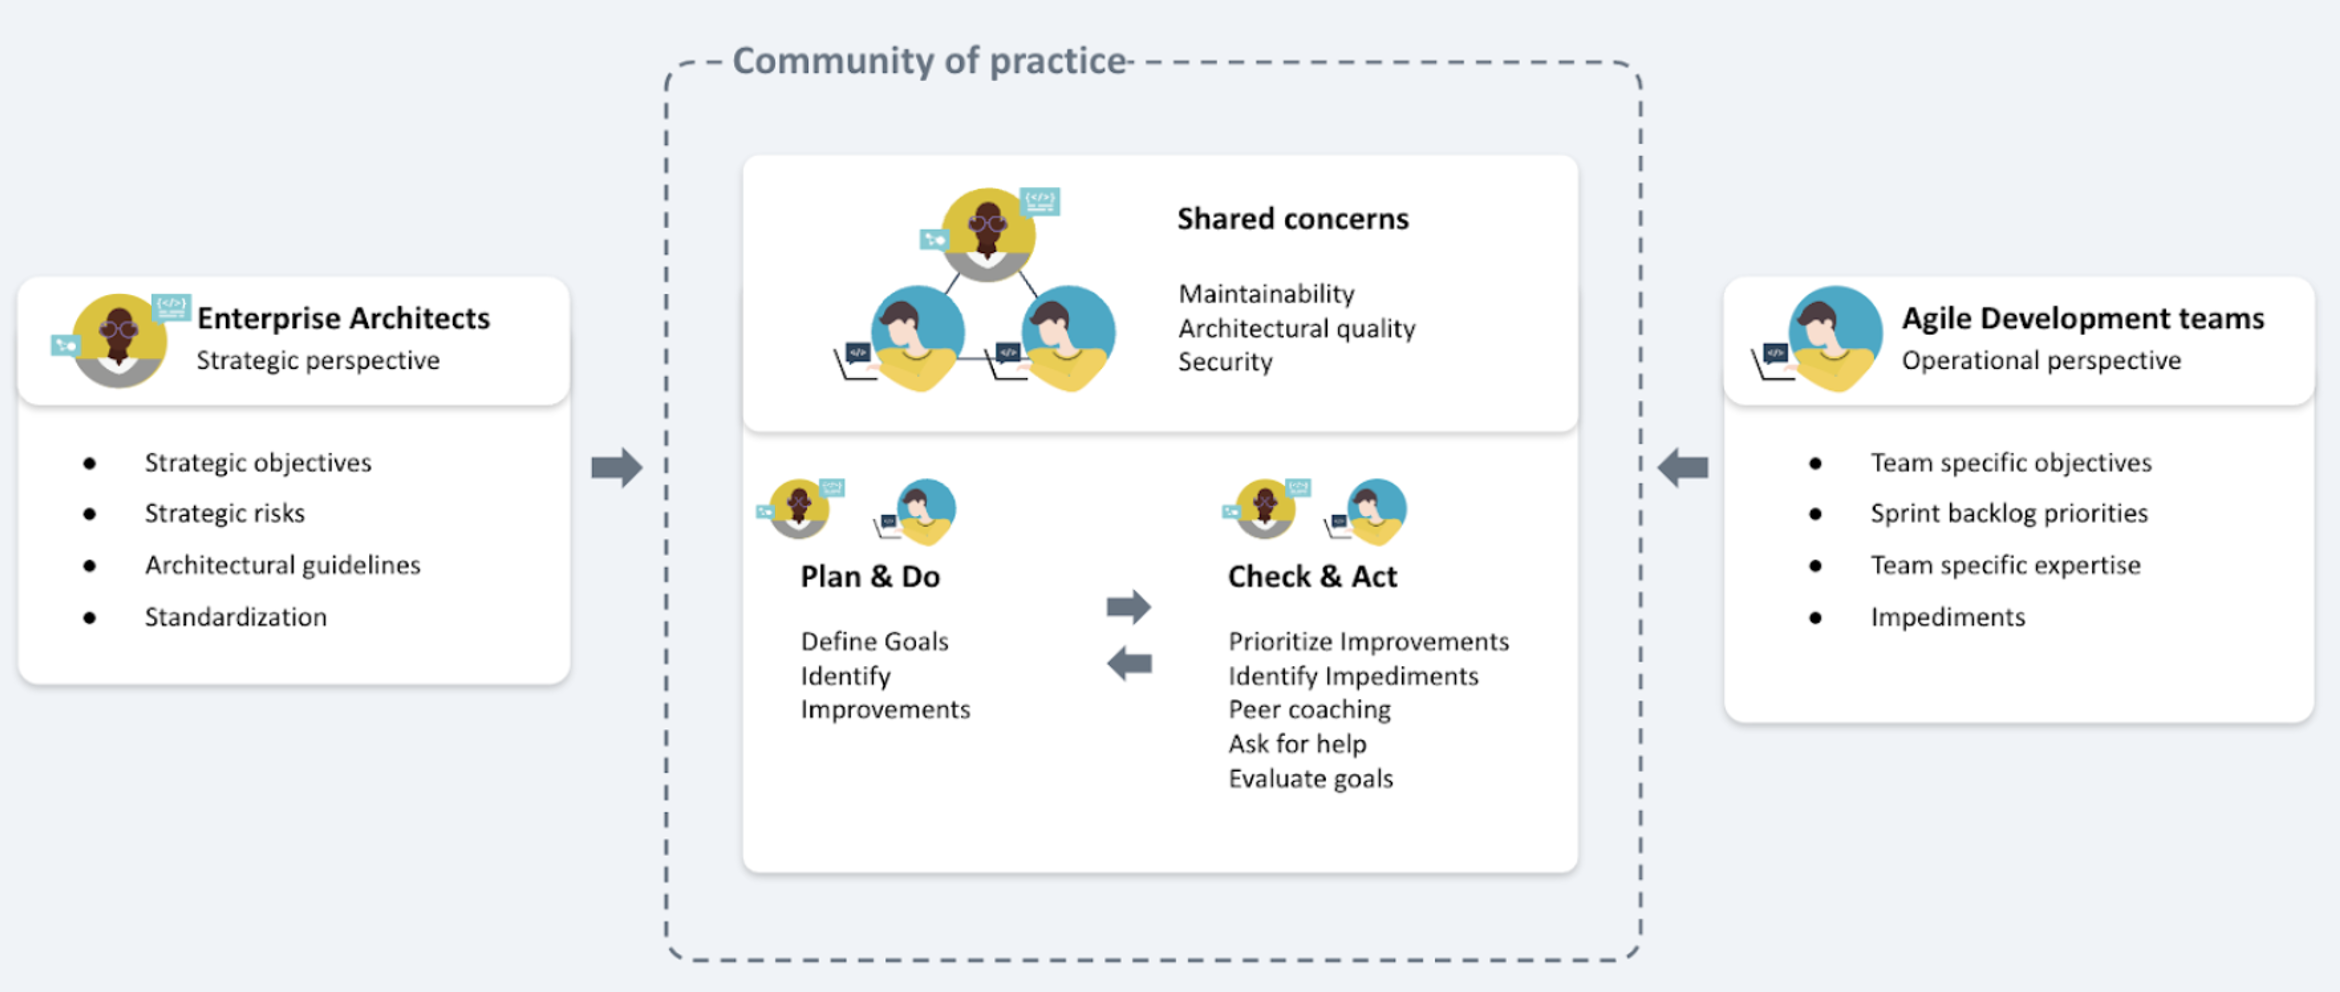 Community of practice
Enterprise Architects
Strategic perspective
● Strategic objectives
● Strategic risks
● Architectural guidelines
● Standardization
Shared concerns
Maintainability
Architectural quality
Security
Plan & Do
Define Goals
Identify
Improvements
Check & Act
Prioritize Improvements
Identify Impediments
Peer coaching
Ask for help
Evaluate goals
Agile Development teams
Operational perspective
● Team specific objectives
● Sprint backlog priorities
● Team specific expertise
● Impediments